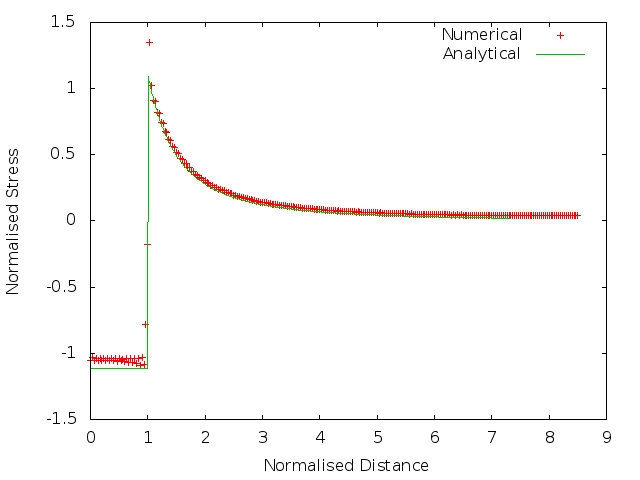 1.5
Numerical
Analytical
1
0.5
0
-0.5
-1
-1.5
Normalised Stress
0 1 2 3 4 5 6 7 8 9
Normalised Distance